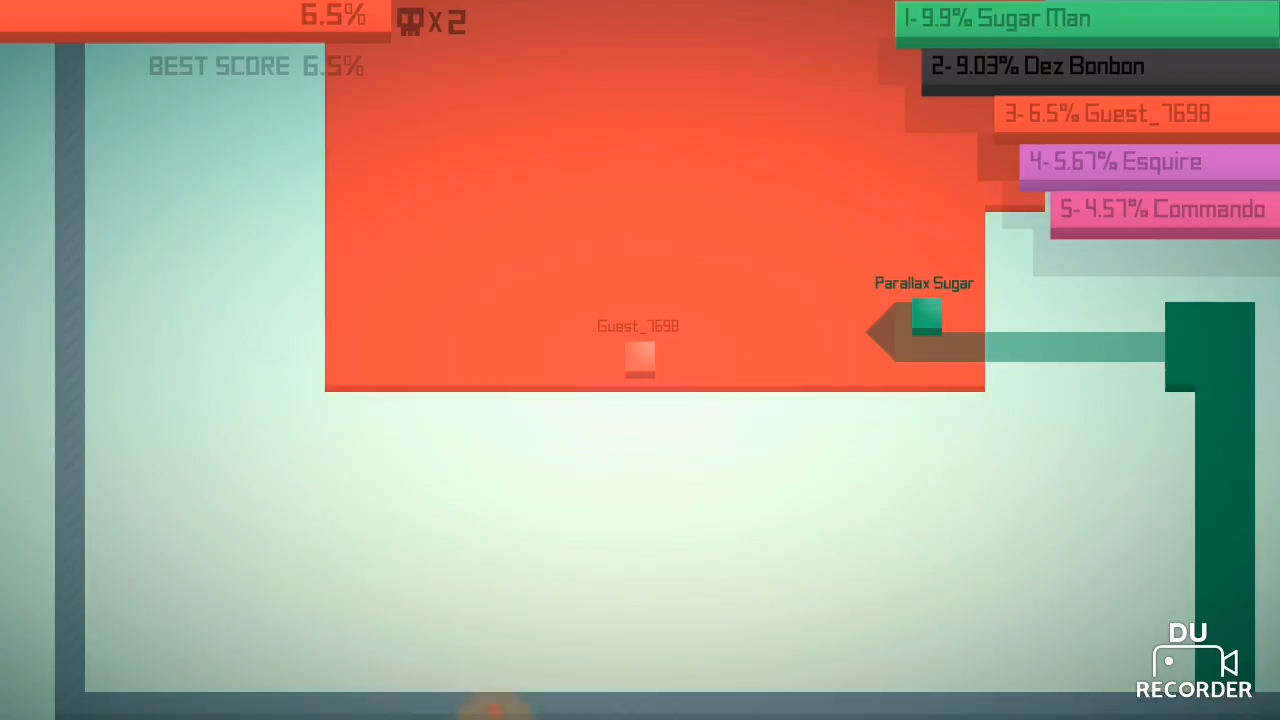 6.5%
x 2
BEST SCORE 6.5%
1- 9.9% Sugar Man
2- 9.03% Dez Bonbon
3- 6.5% Guest_7698
4- 5.67% Esquire
5- 4.57% Commando
Parallax Sugar
Guest_7698
DU
RECORDER